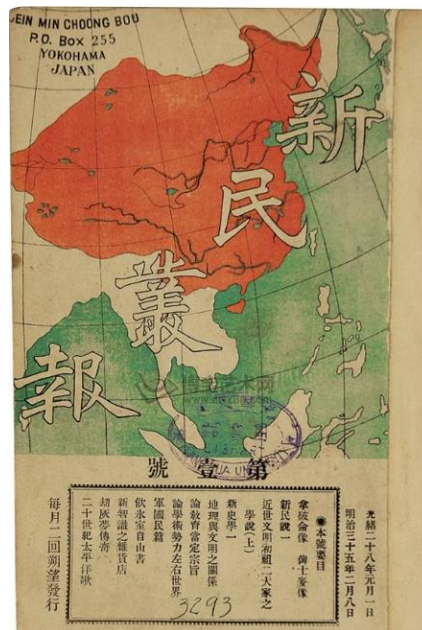 SEIN MIN CHOONG BOU
P.O. Box 255
YOKOHAMA
JAPAN
新民叢報
第壹號
光緒二十八年元月一日
明治三十五年二月八日
◉本號要目
拿破侖像 俾士麥像
新民說一
近世文明初祖二大家之
學說(上)
新史學一
地理與文明之關係
論教育當定宗旨
論學術勢力左右世界
軍國民篇
飲氷室自由書
新智識之雜貨店
劫灰夢傳奇
二十世紀太平洋歌
每月二回朔望發行
3293